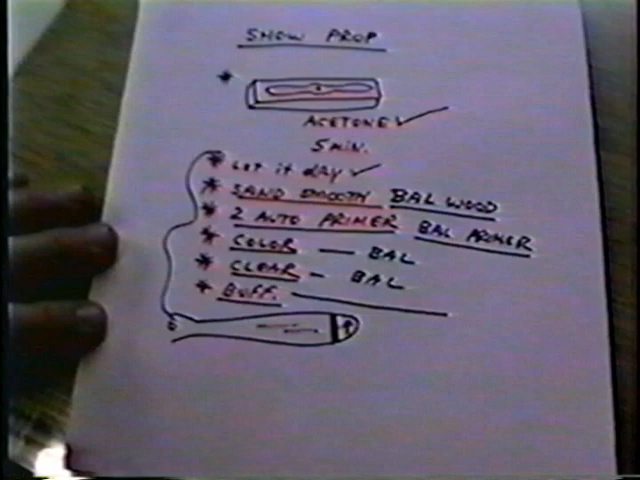 SHOW PROP
*
ACETONE ✓
5 MIN.
* LET it dRY ✓
* SAND SMOOTH BAL WOOD
* 2 AUTO PRIMER BAL PRIMER
* COLOR — BAL
* CLEAR – BAL
* BUFF.